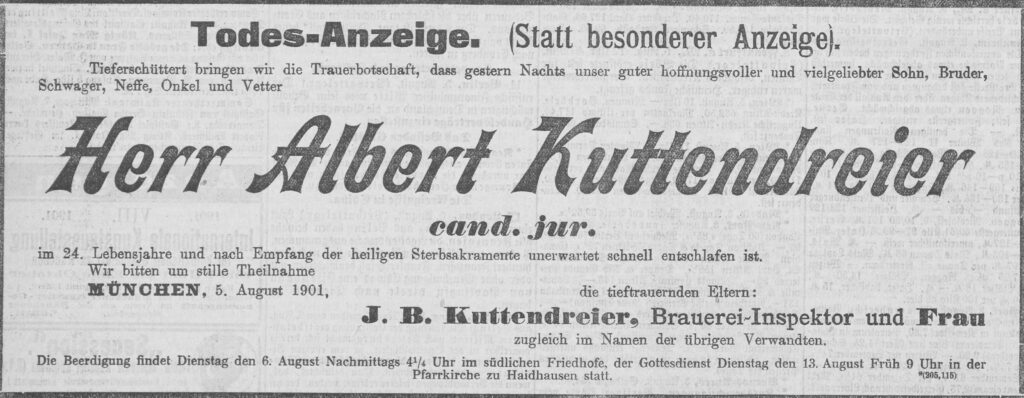 Todes-Anzeige. (Statt besonderer Anzeige).
Tieferschüttert bringen wir die Trauerbotschaft, dass gestern Nachts unser guter hoffnungsvoller und vielgeliebter Sohn, Bruder,
Schwager, Neffe, Onkel und Vetter
Herr Albert Kuttendreier
cand. jur.
im 24. Lebensjahre und nach Empfang der heiligen Sterbsakramente unerwartet schnell entschlafen ist.
Wir bitten um stille Theilnahme
MÜNCHEN, 5. August 1901,
die tieftrauernden Eltern:
J. B. Kuttendreier, Brauerei-Inspektor und Frau
zugleich im Namen der übrigen Verwandten.
Die Beerdigung findet Dienstag den 6. August Nachmittags 4¼ Uhr im südlichen Friedhofe, der Gottesdienst Dienstag den 13. August Früh 9 Uhr in der
Pfarrkirche zu Haidhausen statt. *(205,115)